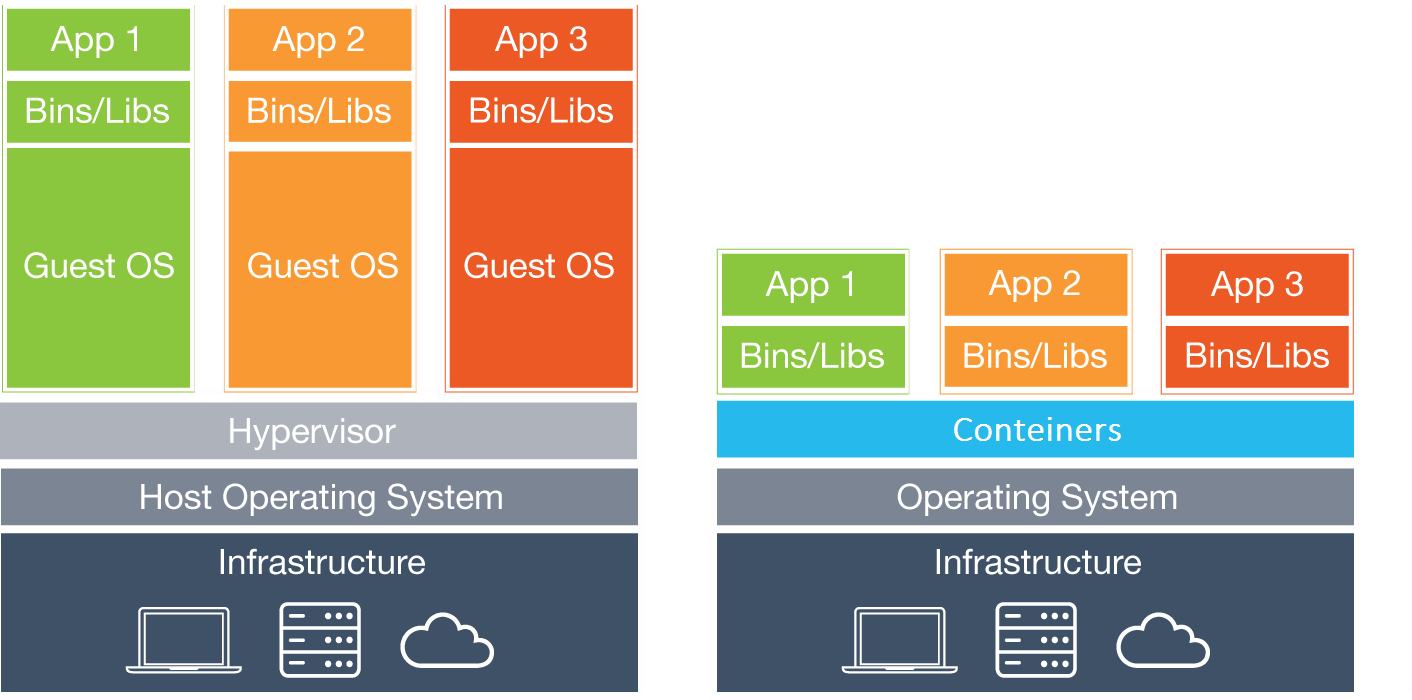 App 1
App 2
App 3
Bins/Libs
Bins/Libs
Bins/Libs
Guest OS
Guest OS
Guest OS
Hypervisor
Host Operating System
Infrastructure
App 1
App 2
App 3
Bins/Libs
Bins/Libs
Bins/Libs
Conteiners
Operating System
Infrastructure